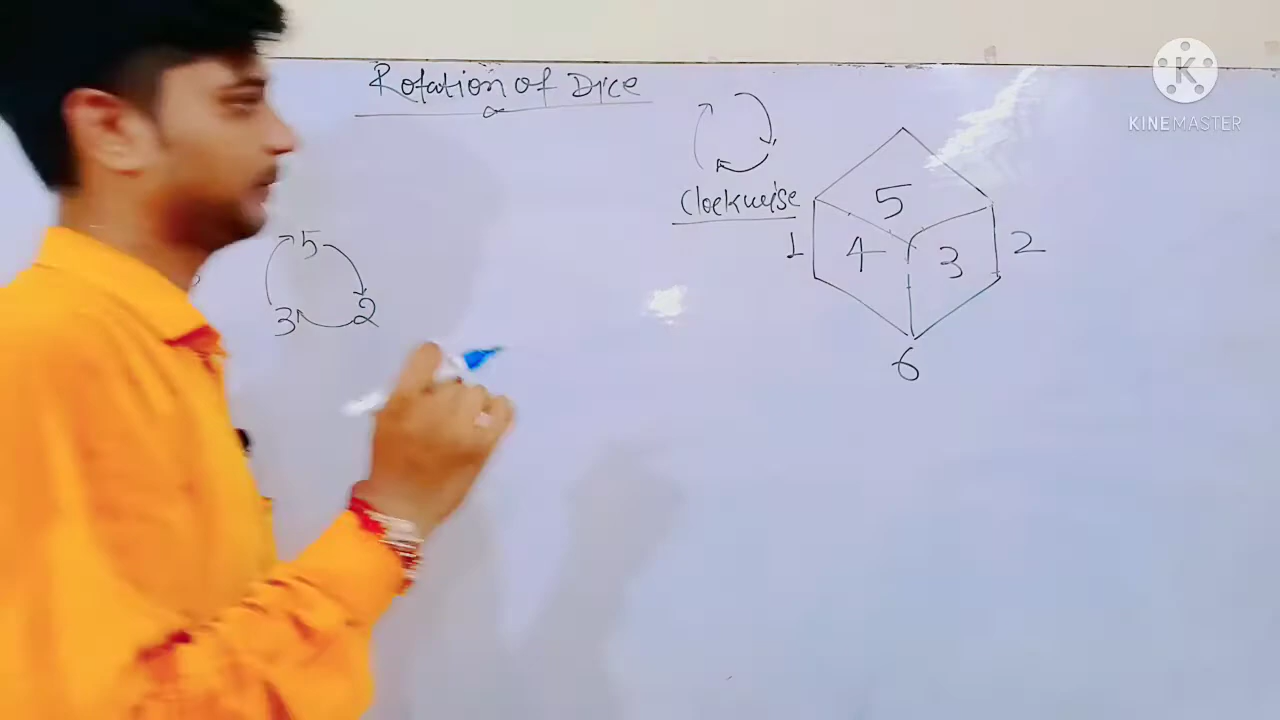 Rotation of Dice
Clockwise
5
3 2
5
1 4 3 2
6
K
KINEMASTER